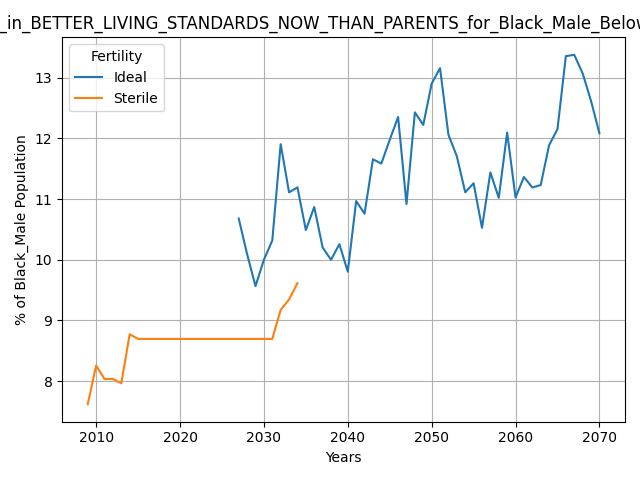 _in_BETTER_LIVING_STANDARDS_NOW_THAN_PARENTS_for_Black_Male_Below
Fertility
Ideal
Sterile
13
12
11
10
9
8
% of Black_Male Population
2010 2020 2030 2040 2050 2060 2070
Years